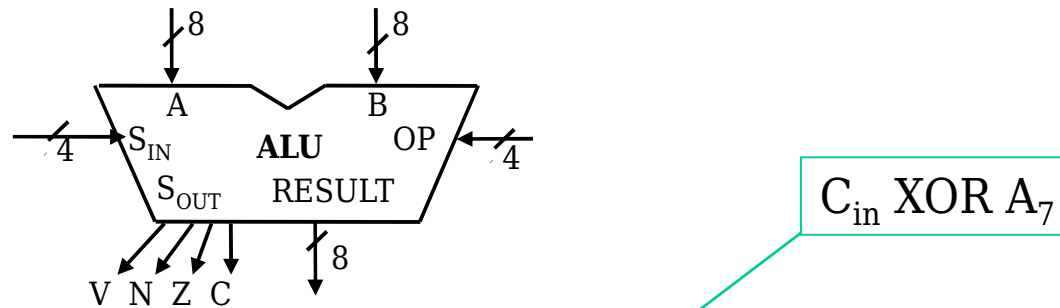 8 8
A B
4 S_IN ALU OP 4
S_OUT RESULT
C_in XOR A_7
8
V N Z C